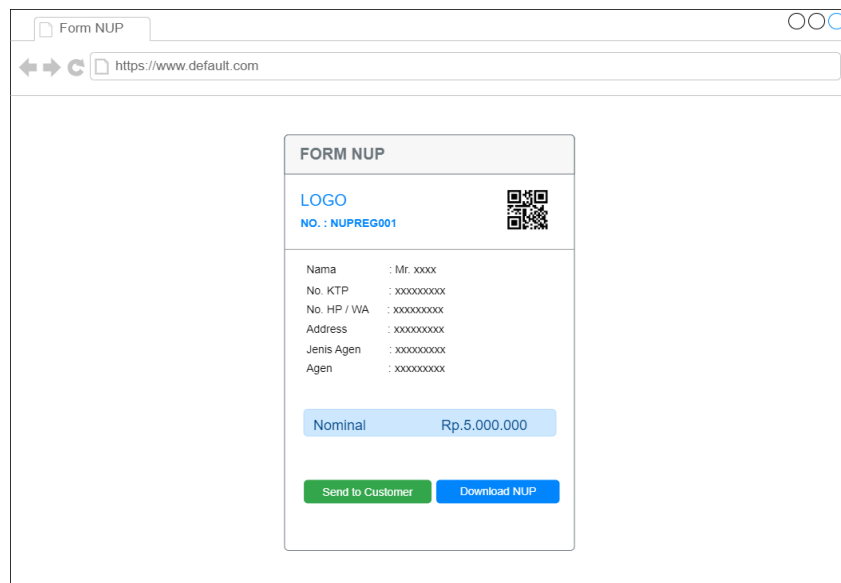 Form NUP
https://www.default.com
FORM NUP
LOGO
NO. : NUPREG001
Nama : Mr. xxxx
No. KTP : xxxxxxxxx
No. HP / WA : xxxxxxxxx
Address : xxxxxxxxx
Jenis Agen : xxxxxxxxx
Agen : xxxxxxxxx
Nominal Rp.5.000.000
Send to Customer Download NUP